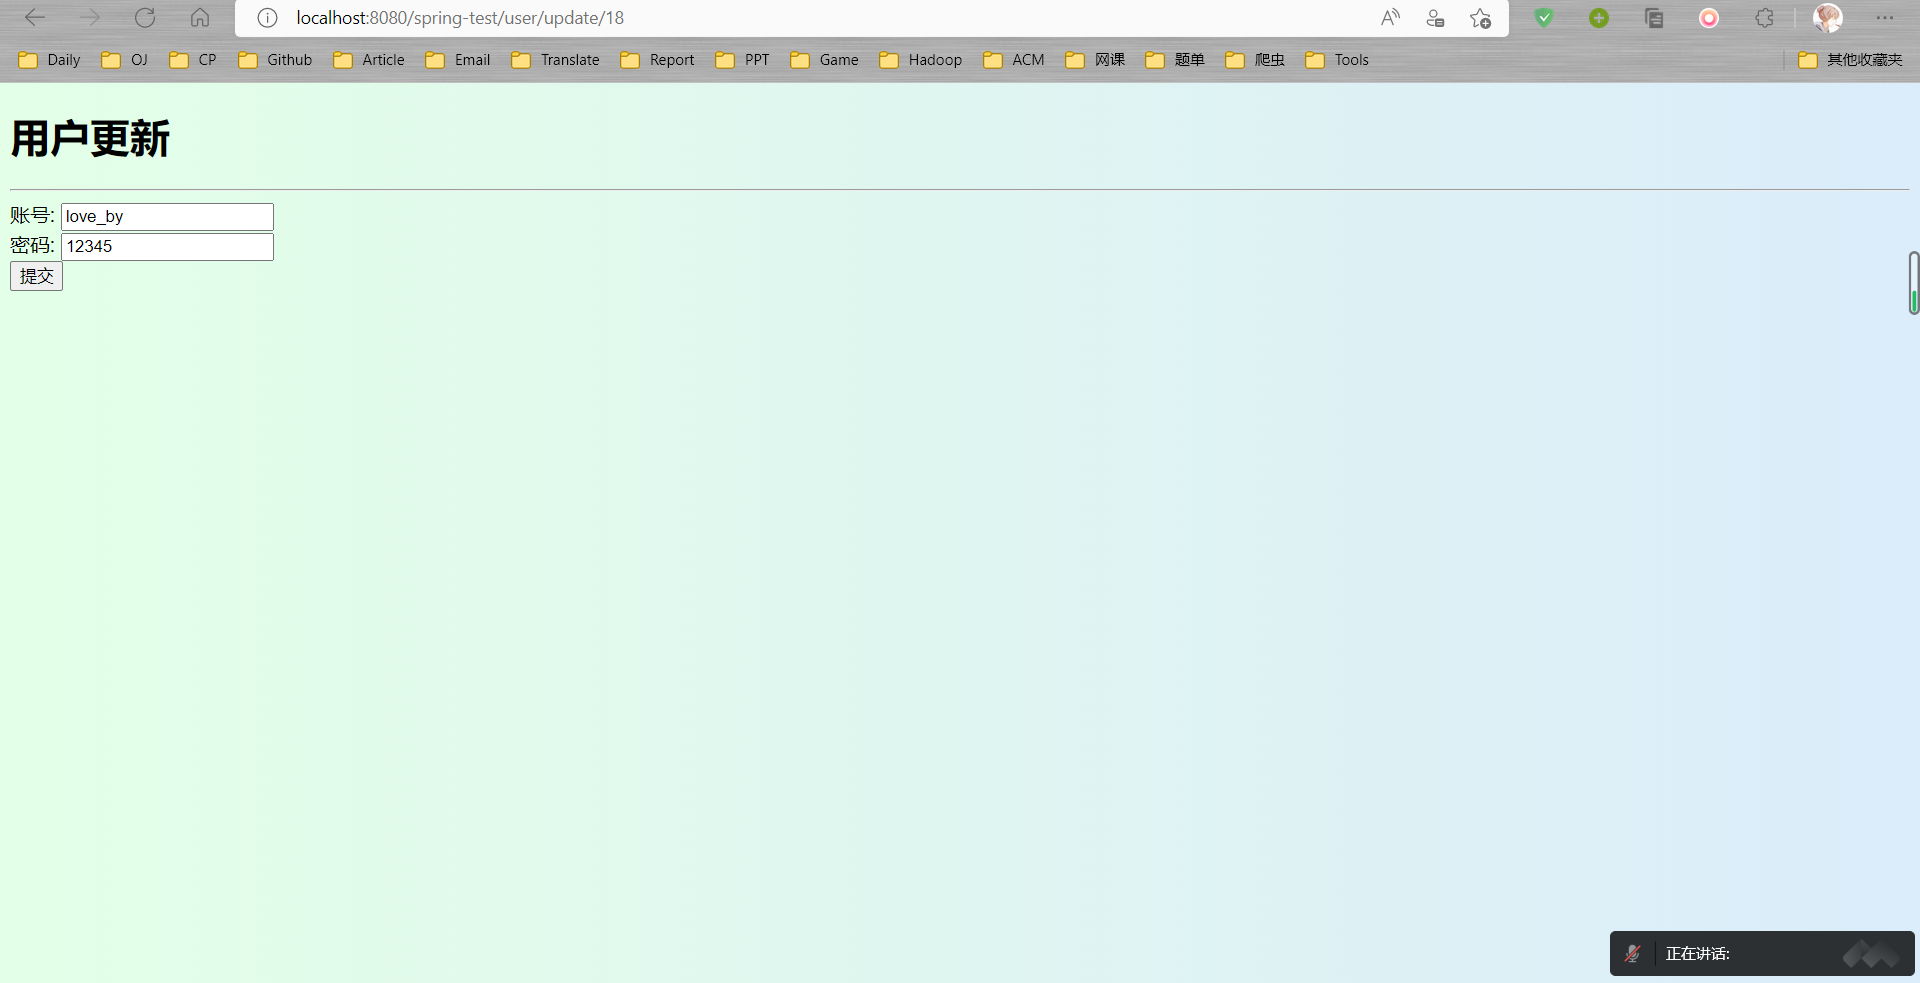 localhost:8080/spring-test/user/update/18
Daily OJ CP Github Article Email Translate Report PPT Game Hadoop ACM 网课 题单 爬虫 Tools 其他收藏夹
用户更新
账号: love_by
密码: 12345
提交
正在讲话: